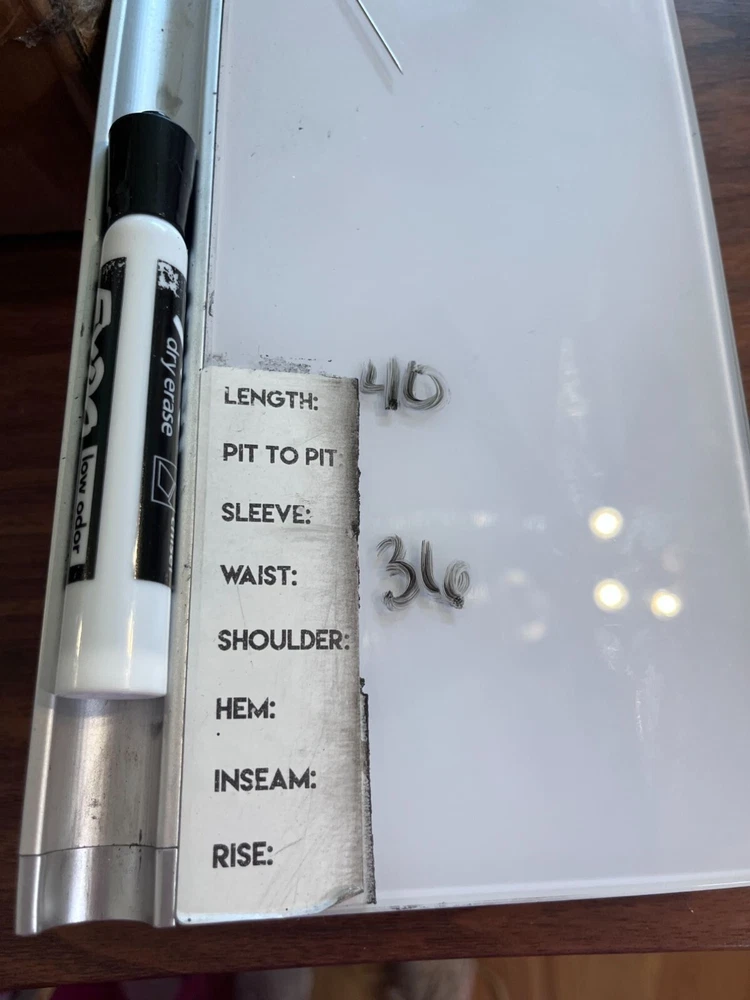 EXPO low odor
dry erase
LENGTH: 40
PIT TO PIT
SLEEVE:
WAIST: 36
SHOULDER:
HEM:
INSEAM:
RISE: